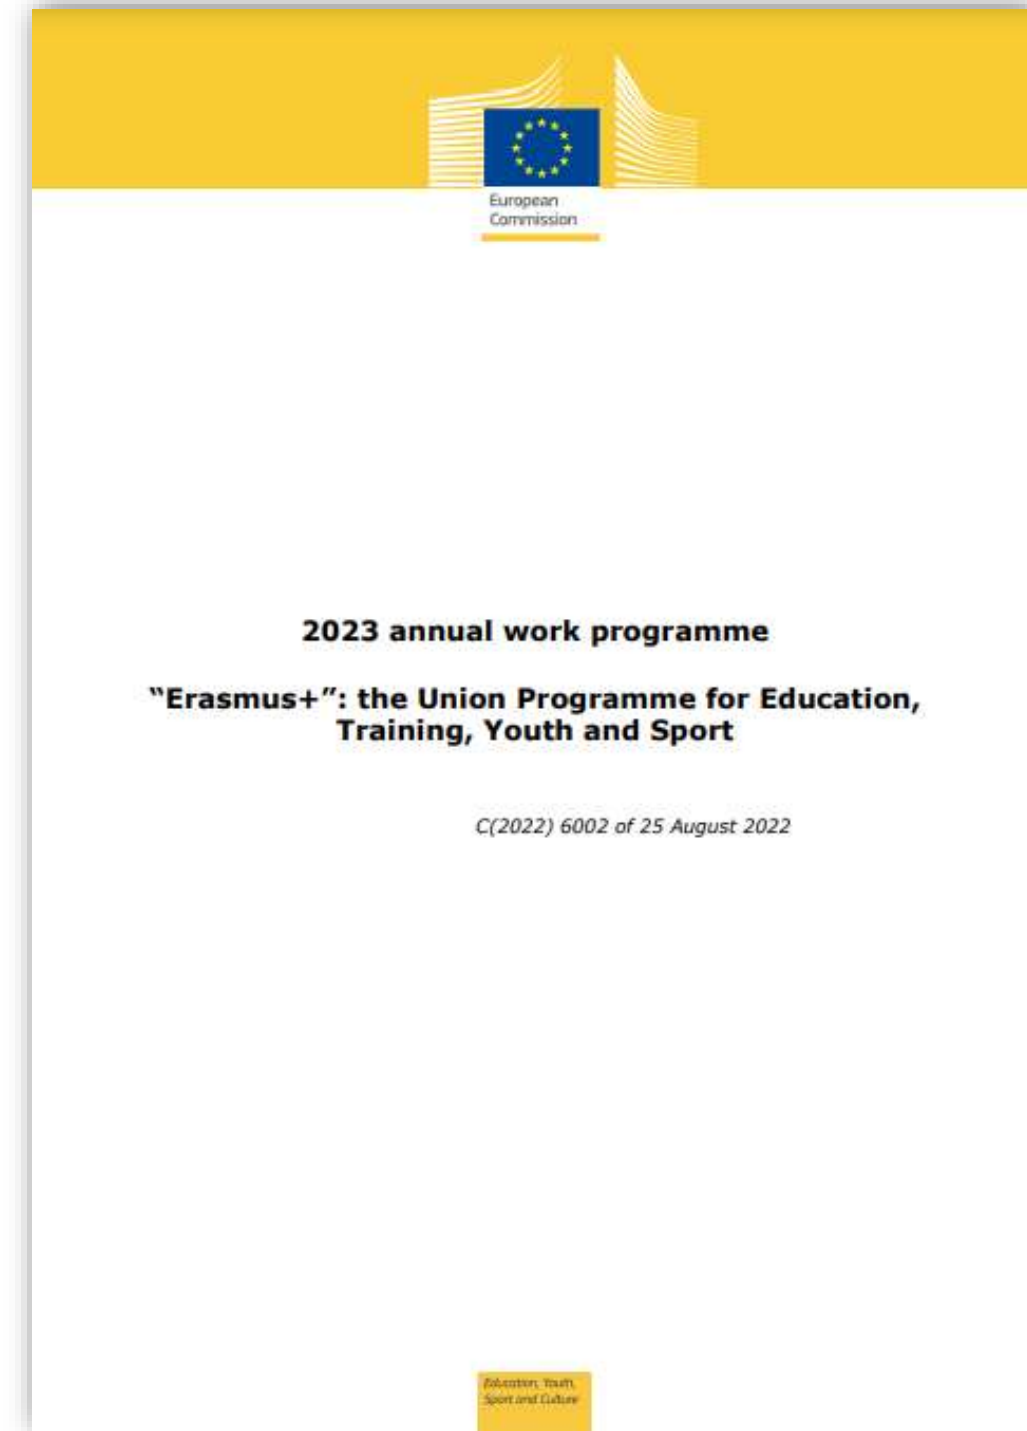 European
Commission
2023 annual work programme
“Erasmus+”: the Union Programme for Education,
Training, Youth and Sport
C(2022) 6002 of 25 August 2022
Education, Youth,
Sport and Culture